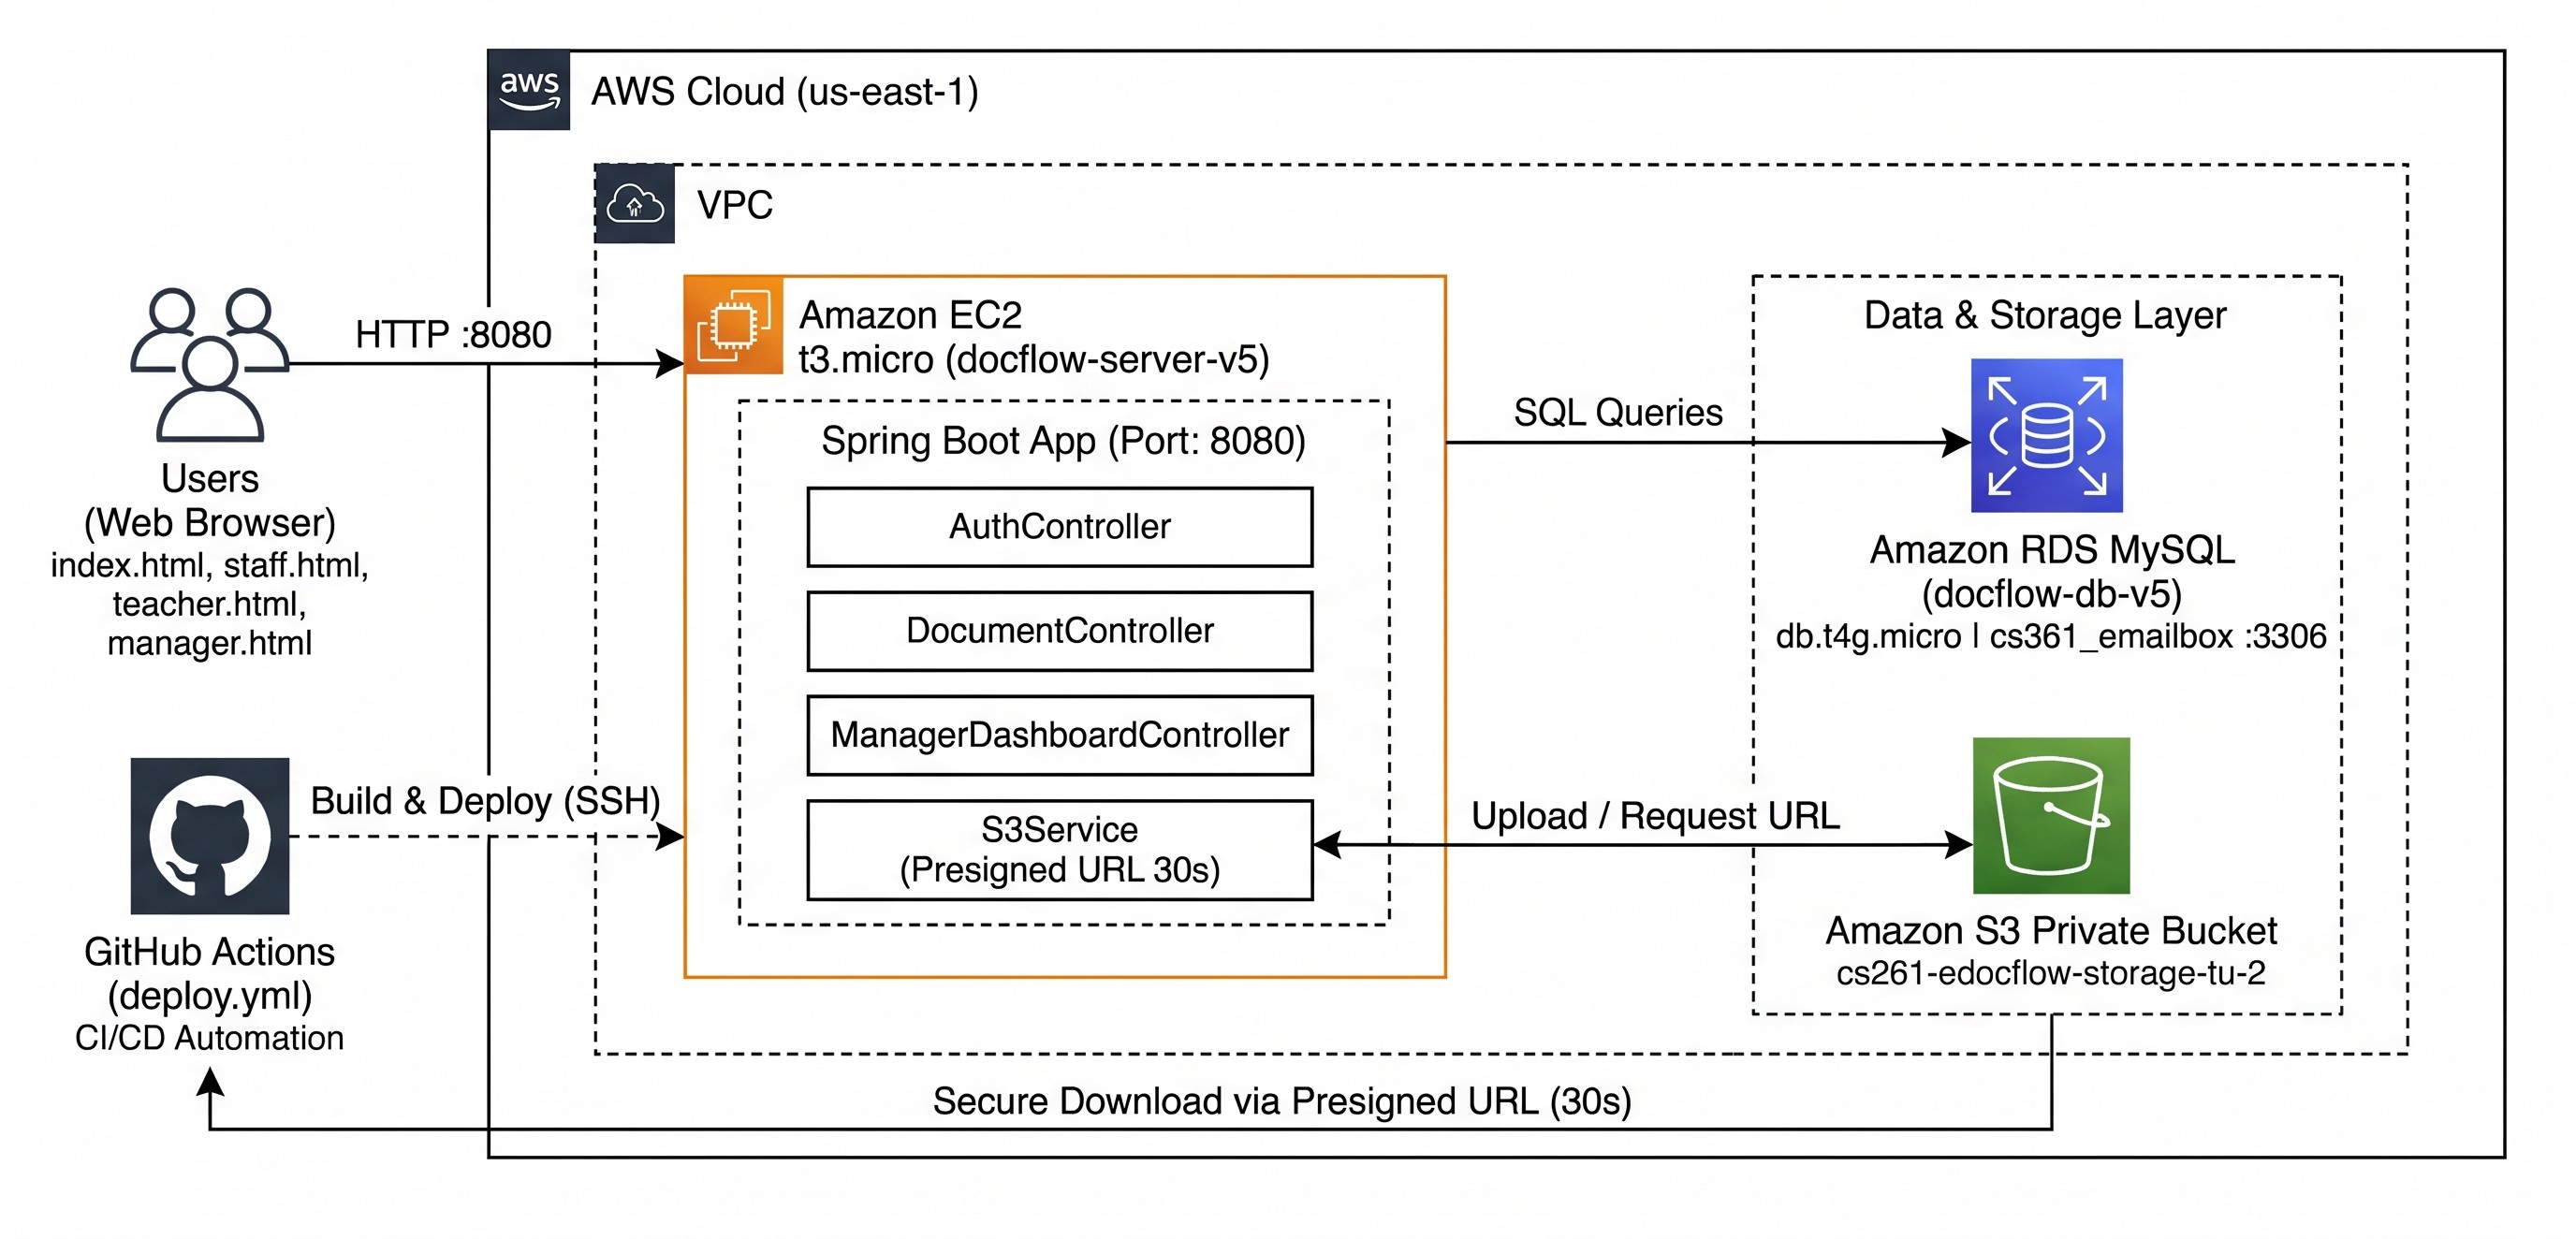 aws
AWS Cloud (us-east-1)
VPC
HTTP :8080
Users
(Web Browser)
index.html, staff.html,
teacher.html,
manager.html
Build & Deploy (SSH)
GitHub Actions
(deploy.yml)
CI/CD Automation
Amazon EC2
t3.micro (docflow-server-v5)
Spring Boot App (Port: 8080)
AuthController
DocumentController
ManagerDashboardController
S3Service
(Presigned URL 30s)
SQL Queries
Upload / Request URL
Data & Storage Layer
Amazon RDS MySQL
(docflow-db-v5)
db.t4g.micro | cs361_emailbox :3306
Amazon S3 Private Bucket
cs261-edocflow-storage-tu-2
Secure Download via Presigned URL (30s)